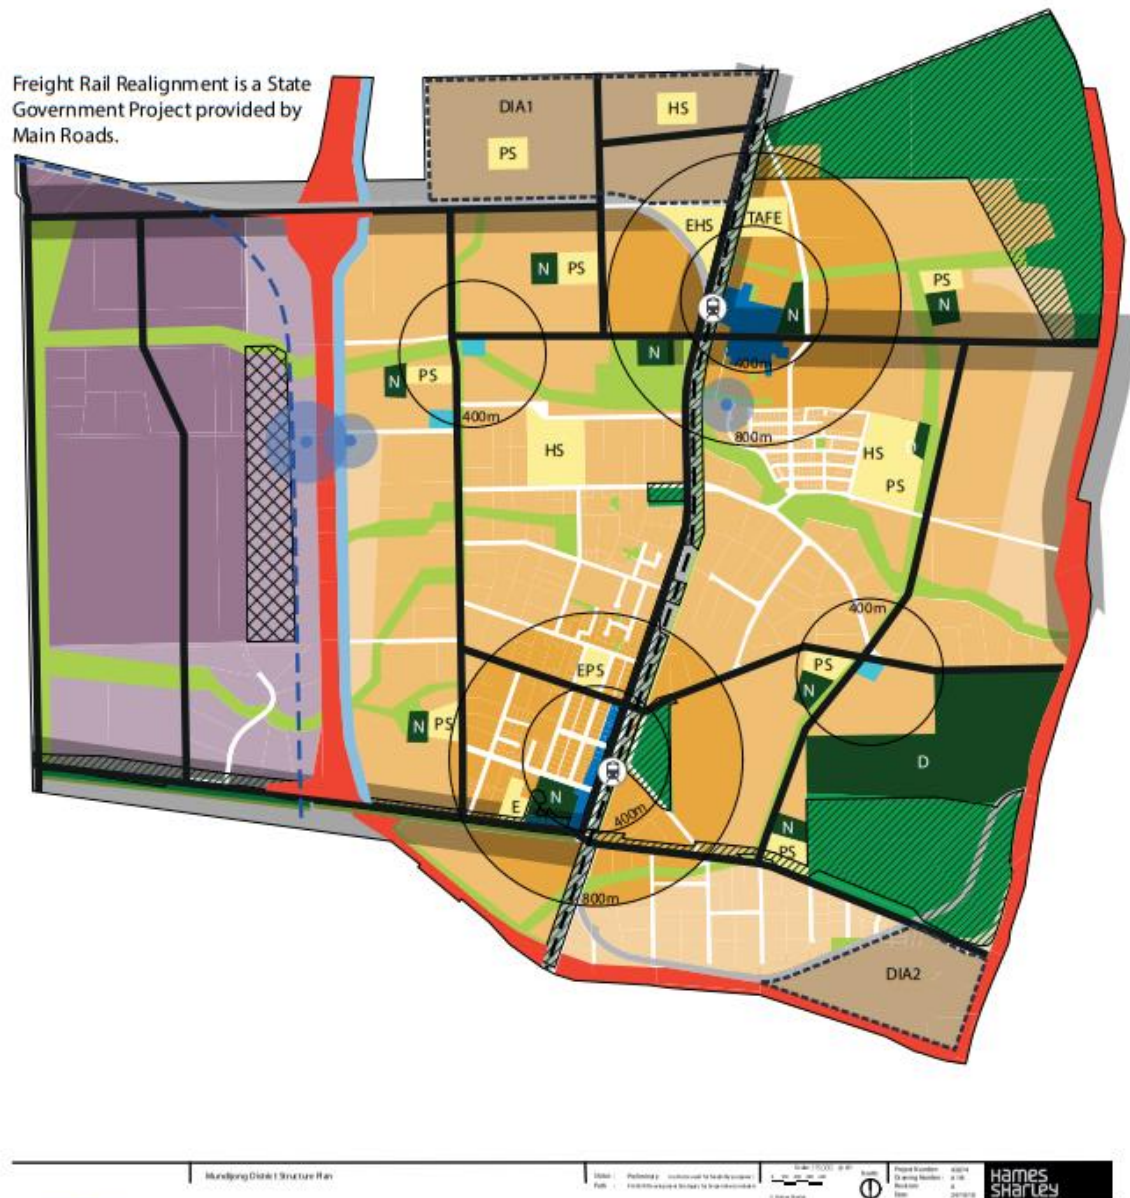 Freight Rail Realignment is a State
Government Project provided by
Main Roads.
DIA1
HS
PS
EHS
TAFE
N
PS
PS
N
N
N
400m
N
PS
400m
800m
HS
HS
PS
400m
EPS
PS
N
N
PS
D
E
N
400m
N
PS
800m
DIA2
Mundijong District Structure Plan
HAMES
SHARLEY